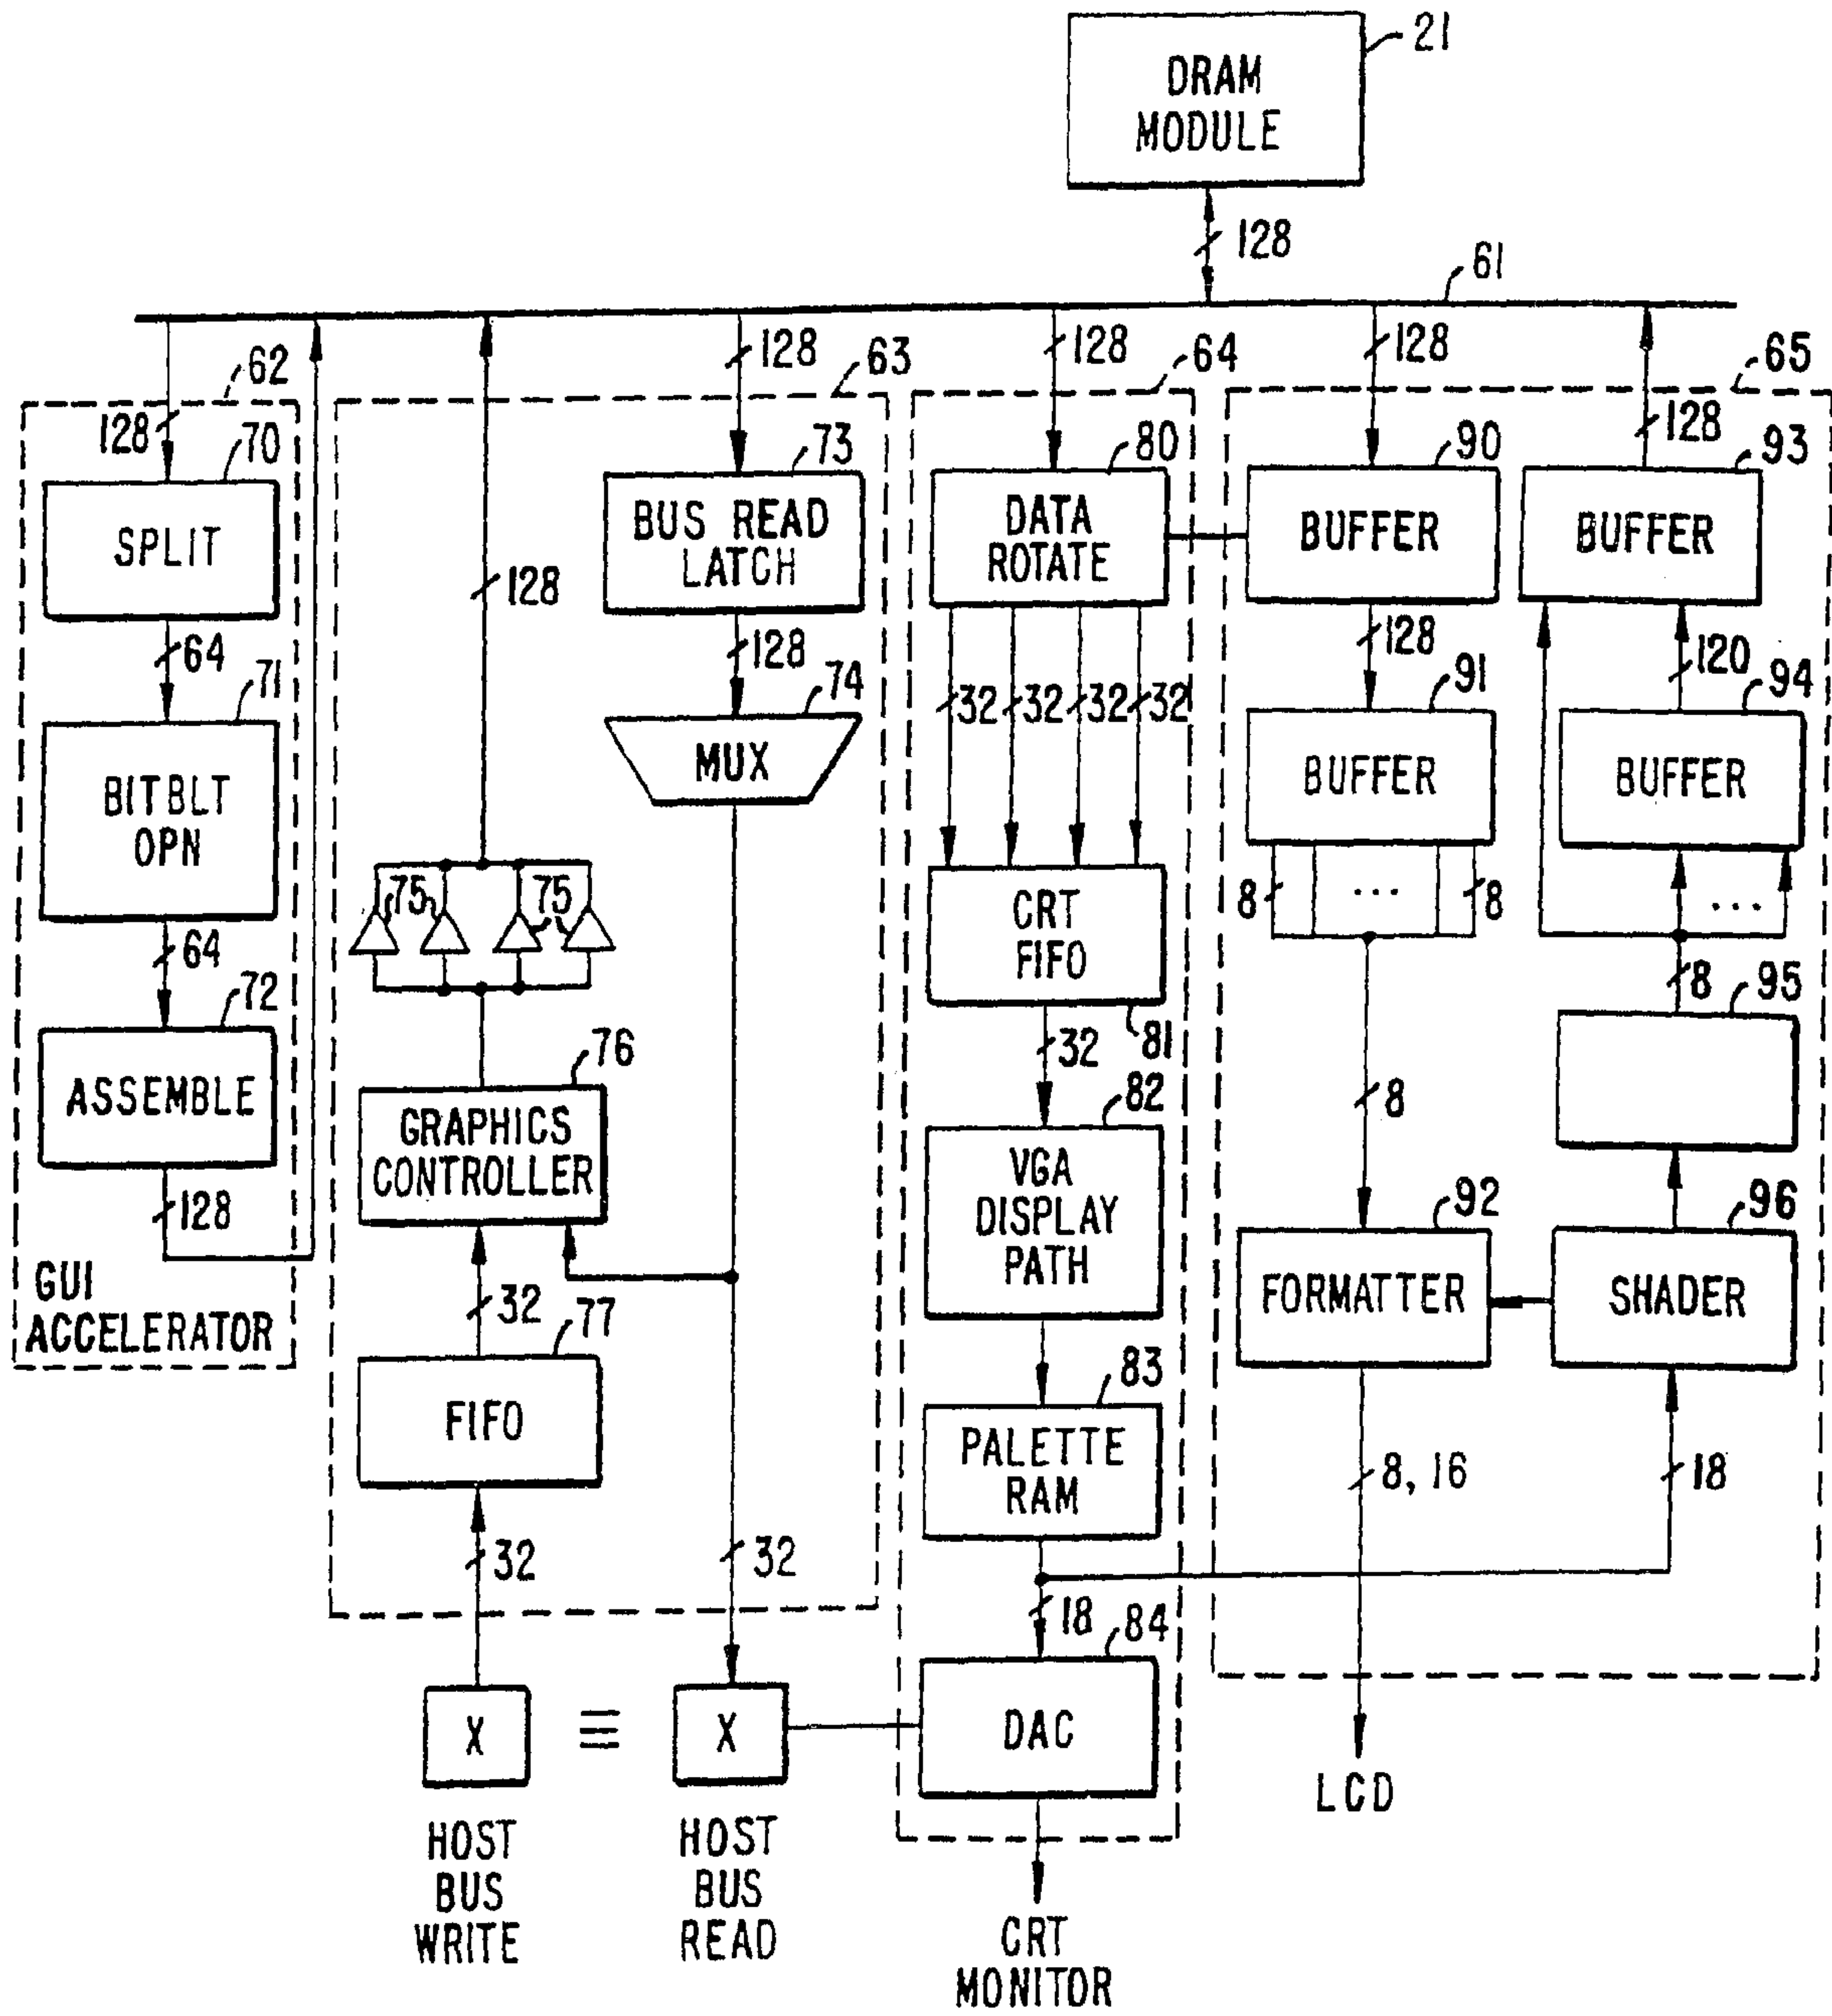 21
DRAM
MODULE
128
61
128
63
128
64
128
65
62
128
128
70
73
80
90
93
SPLIT
BUS READ
LATCH
DATA
ROTATE
BUFFER
BUFFER
128
64
128
128
120
71
74
32
32
32
32
91
94
BITBLT
OPN
MUX
BUFFER
BUFFER
75
75
CRT
FIFO
8
...
8
...
64
72
8
95
76
32
81
ASSEMBLE
GRAPHICS
CONTROLLER
82
8
VGA
DISPLAY
PATH
128
92
96
GUI
ACCELERATOR
32
77
FORMATTER
SHADER
83
FIFO
PALETTE
RAM
8, 16
18
32
32
18
84
X
≡
X
DAC
LCD
HOST
BUS
WRITE
HOST
BUS
READ
CRT
MONITOR